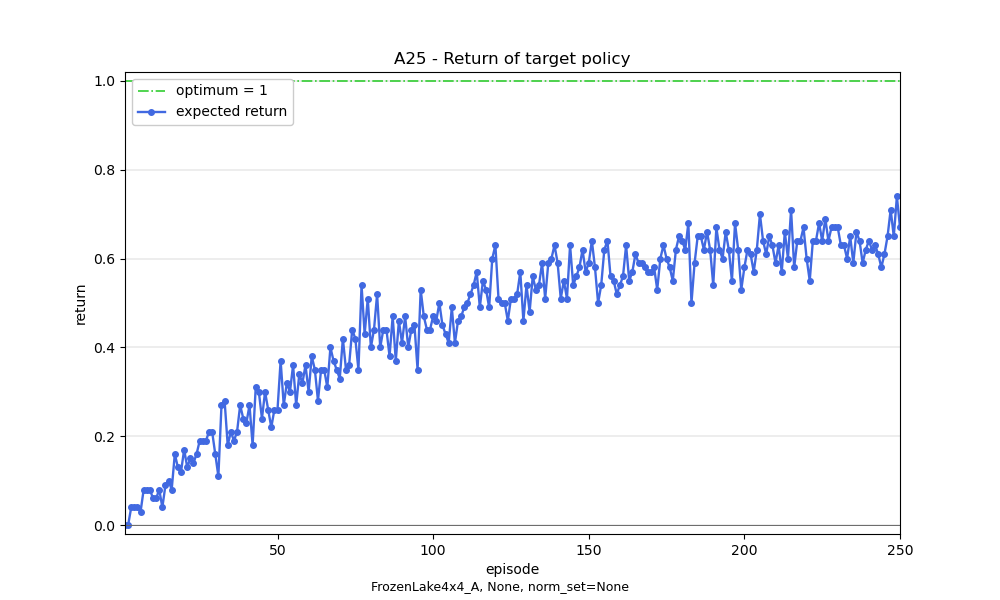 A25 - Return of target policy
optimum = 1
expected return
1.0
0.8
0.6
0.4
0.2
0.0
return
50
100
150
200
250
episode
FrozenLake4x4_A, None, norm_set=None